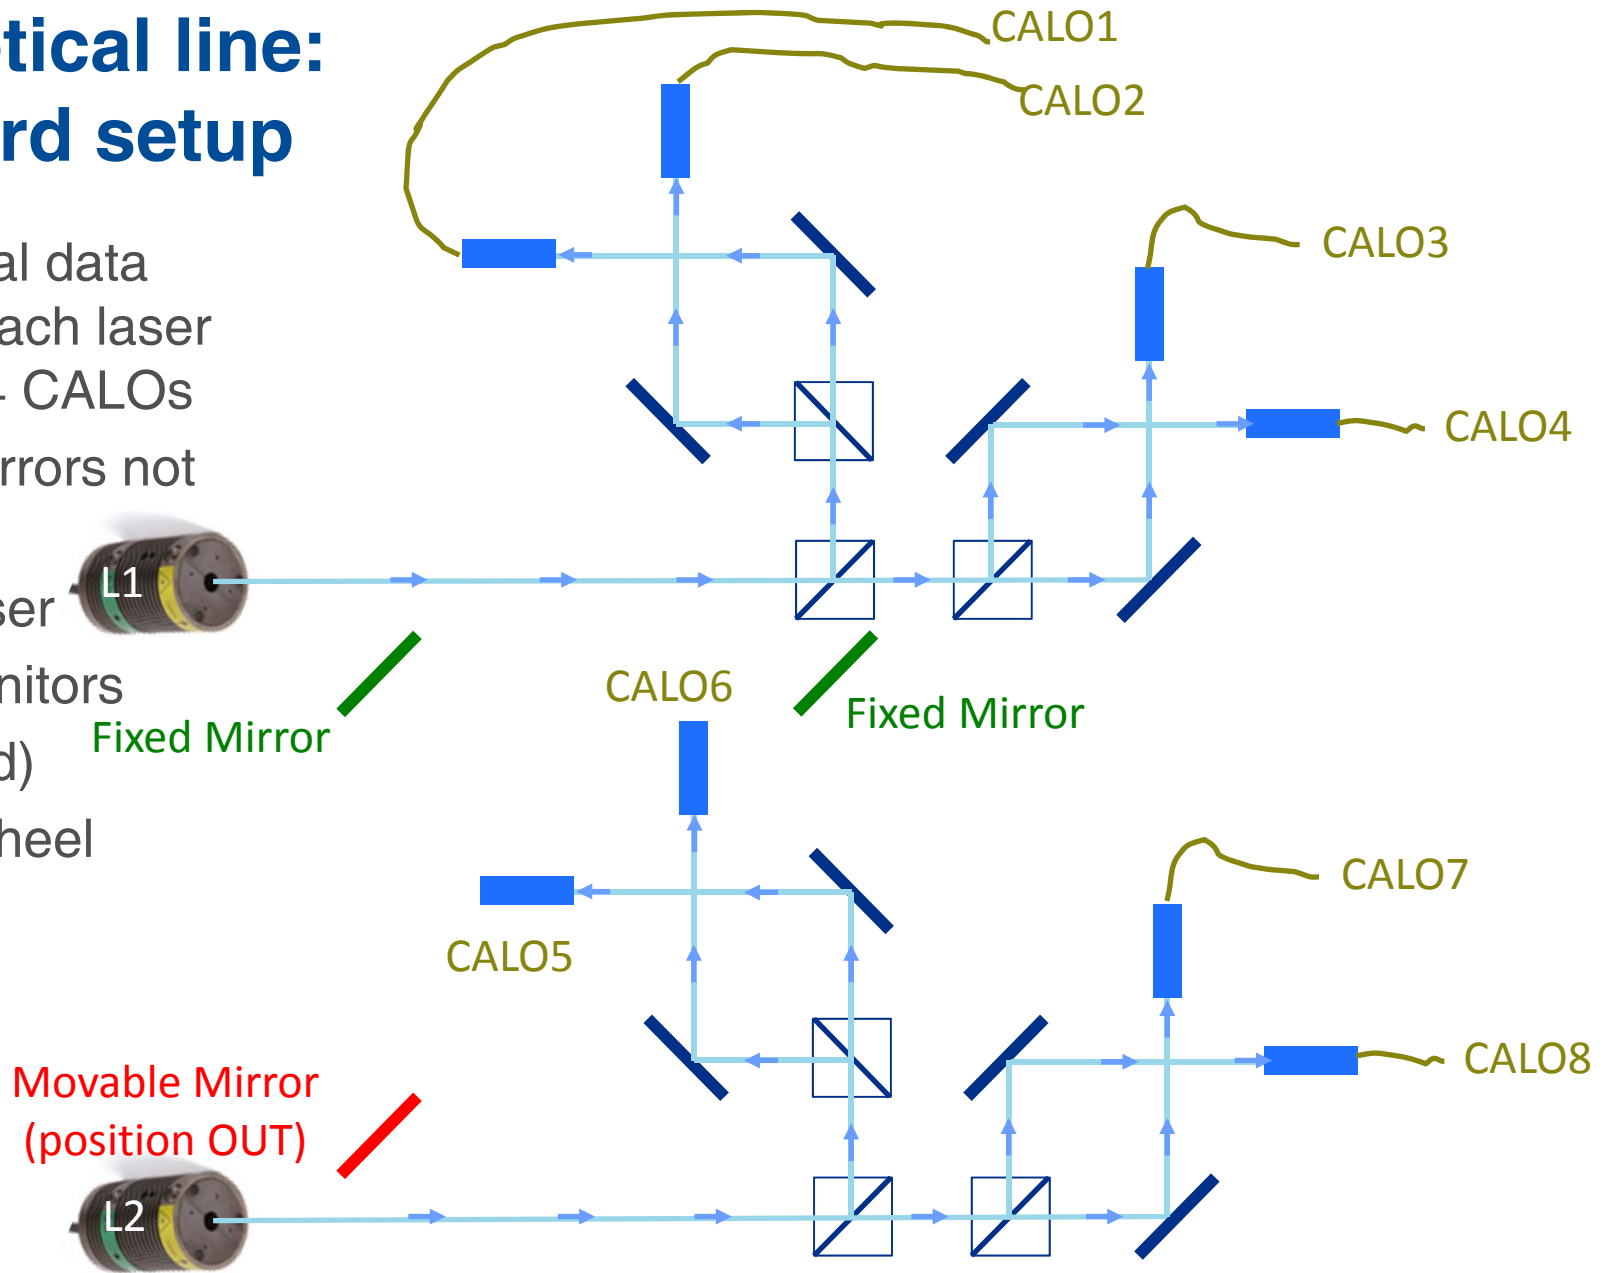 tical line:
rd setup
al data
ach laser
CALOs
rrors not
ser
nitors
d)
heel
CALO1
CALO2
CALO3
CALO4
L1
Fixed Mirror
Fixed Mirror
CALO6
CALO5
CALO7
CALO8
Movable Mirror
(position OUT)
L2